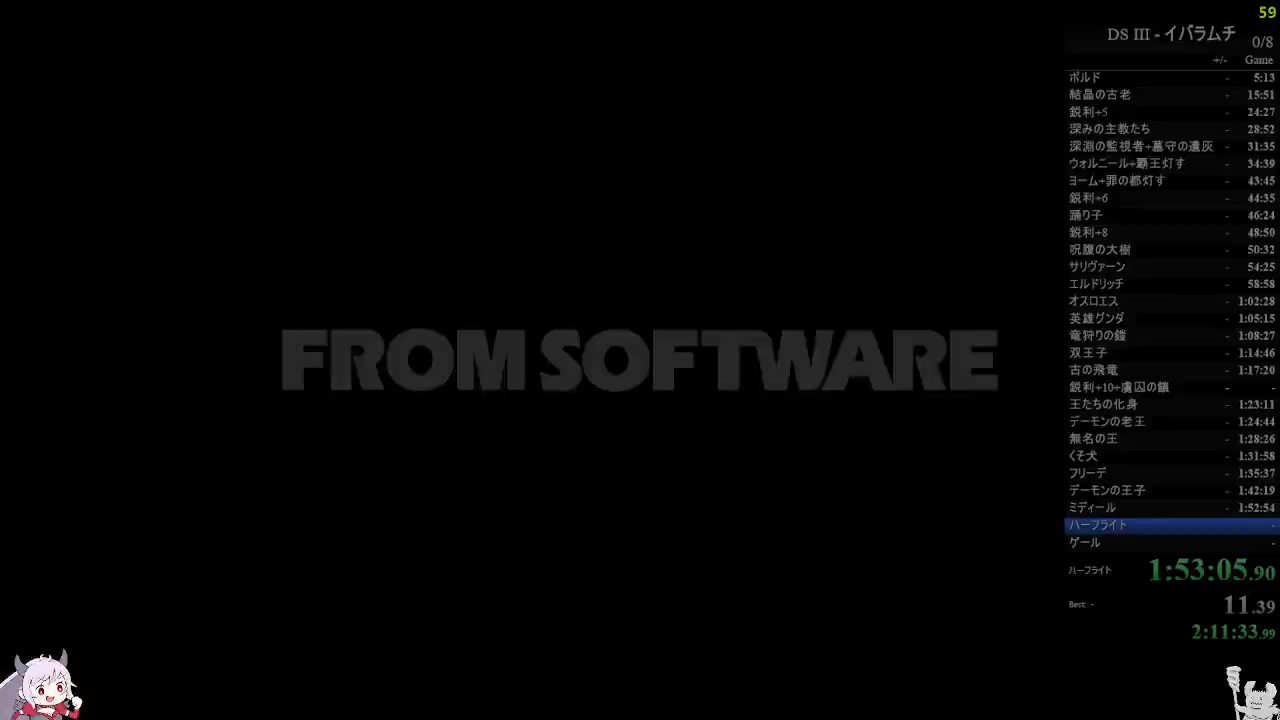 59
DS III - イバラムチ 0/8
+/- Game
ボルド - 5:13
結晶の古老 - 15:51
鋭利+5 - 24:27
深みの主教たち - 28:52
深淵の監視者+墓守の遺灰 - 31:35
ウォルニール+覇王灯す - 34:39
ヨーム+罪の都灯す - 43:45
鋭利+6 - 44:35
踊り子 - 46:24
鋭利+8 - 48:50
呪腹の大樹 - 50:32
サリヴァーン - 54:25
エルドリッチ - 58:58
オスロエス - 1:02:28
英雄グンダ - 1:05:15
竜狩りの鎧 - 1:08:27
双王子 - 1:14:46
古の飛竜 - 1:17:20
鋭利+10+虜囚の鎖 - -
王たちの化身 - 1:23:11
デーモンの老王 - 1:24:44
無名の王 - 1:28:26
くそ犬 - 1:31:58
フリーデ - 1:35:37
デーモンの王子 - 1:42:19
ミディール - 1:52:54
ハーフライト -
ゲール -
ハーフライト 1:53:05.90
Best: - 11.39
2:11:33.99
FROM SOFTWARE